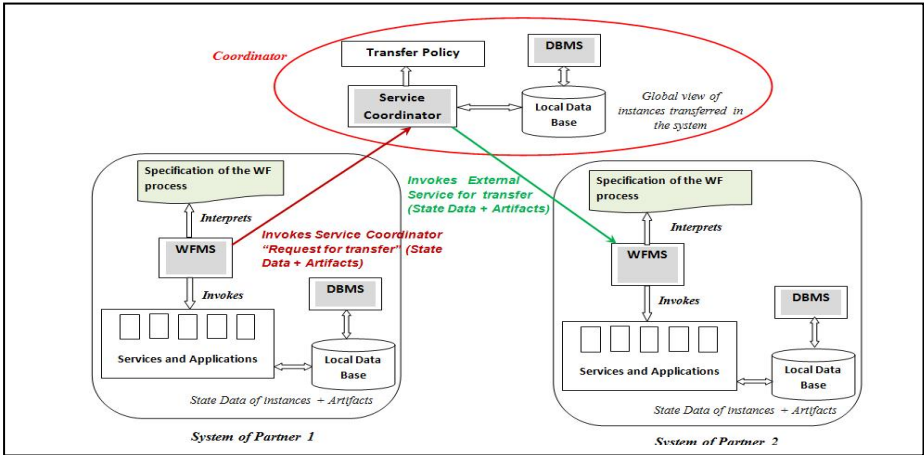 Coordinator
Transfer Policy
DBMS
Service
Coordinator
Local Data
Base
Global view of
instances transferred in
the system
Specification of the WF
process
Interprets
WFMS
Invokes Service Coordinator
“Request for transfer” (State
Data + Artifacts)
Invokes
DBMS
Services and Applications
Local Data
Base
State Data of instances + Artifacts
System of Partner 1
Invokes External
Service for transfer
(State Data + Artifacts)
Specification of the WF
process
Interprets
WFMS
Invokes
DBMS
Services and Applications
Local Data
Base
State Data of instances + Artifacts
System of Partner 2